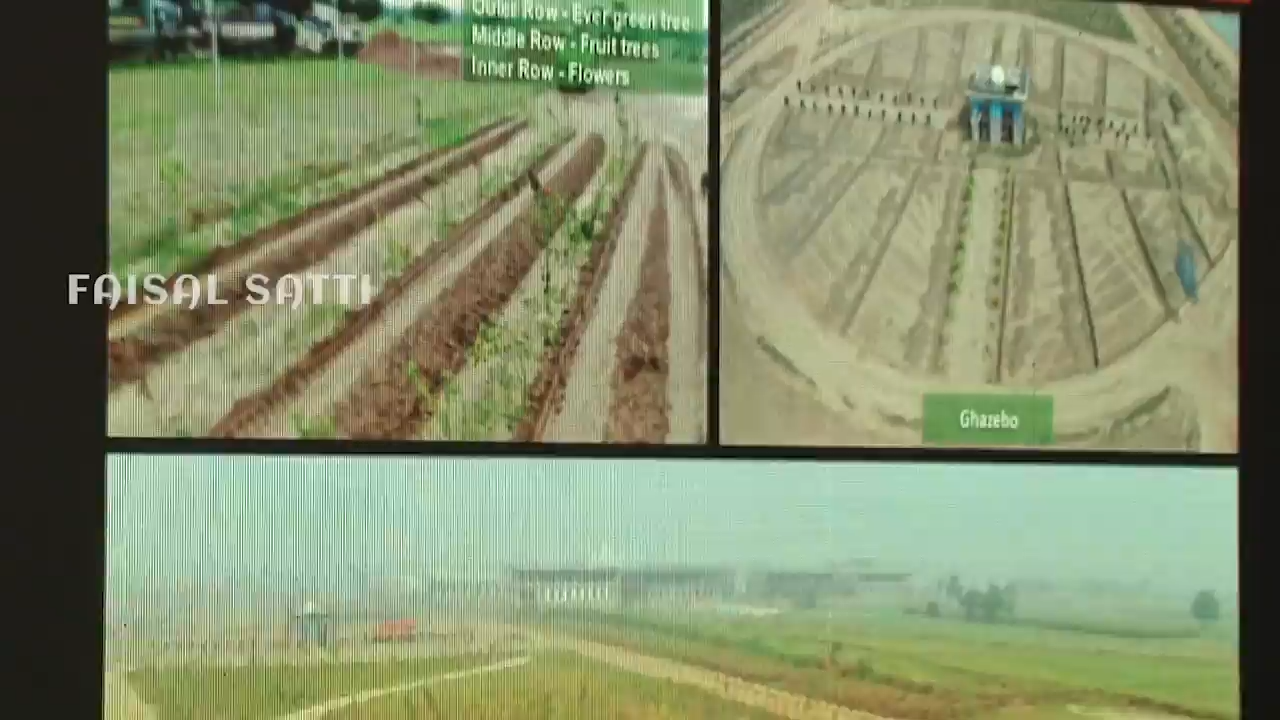 Outer Row - Ever green tree
Middle Row - Fruit trees
Inner Row - Flowers
FAISAL SATTI
Ghazebo